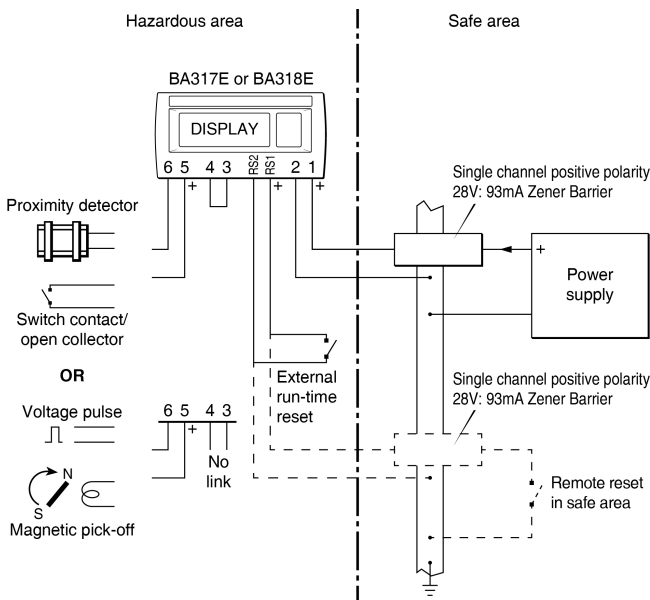 Hazardous area
Safe area
BA317E or BA318E
DISPLAY
6 5 4 3 RS2 RS1 2 1
+ + +
Single channel positive polarity
28V: 93mA Zener Barrier
Proximity detector
+
Power
supply
Switch contact/
open collector
OR
External
run-time
reset
Single channel positive polarity
28V: 93mA Zener Barrier
Voltage pulse
6 5 4 3
+
No
link
N
S
Magnetic pick-off
Remote reset
in safe area